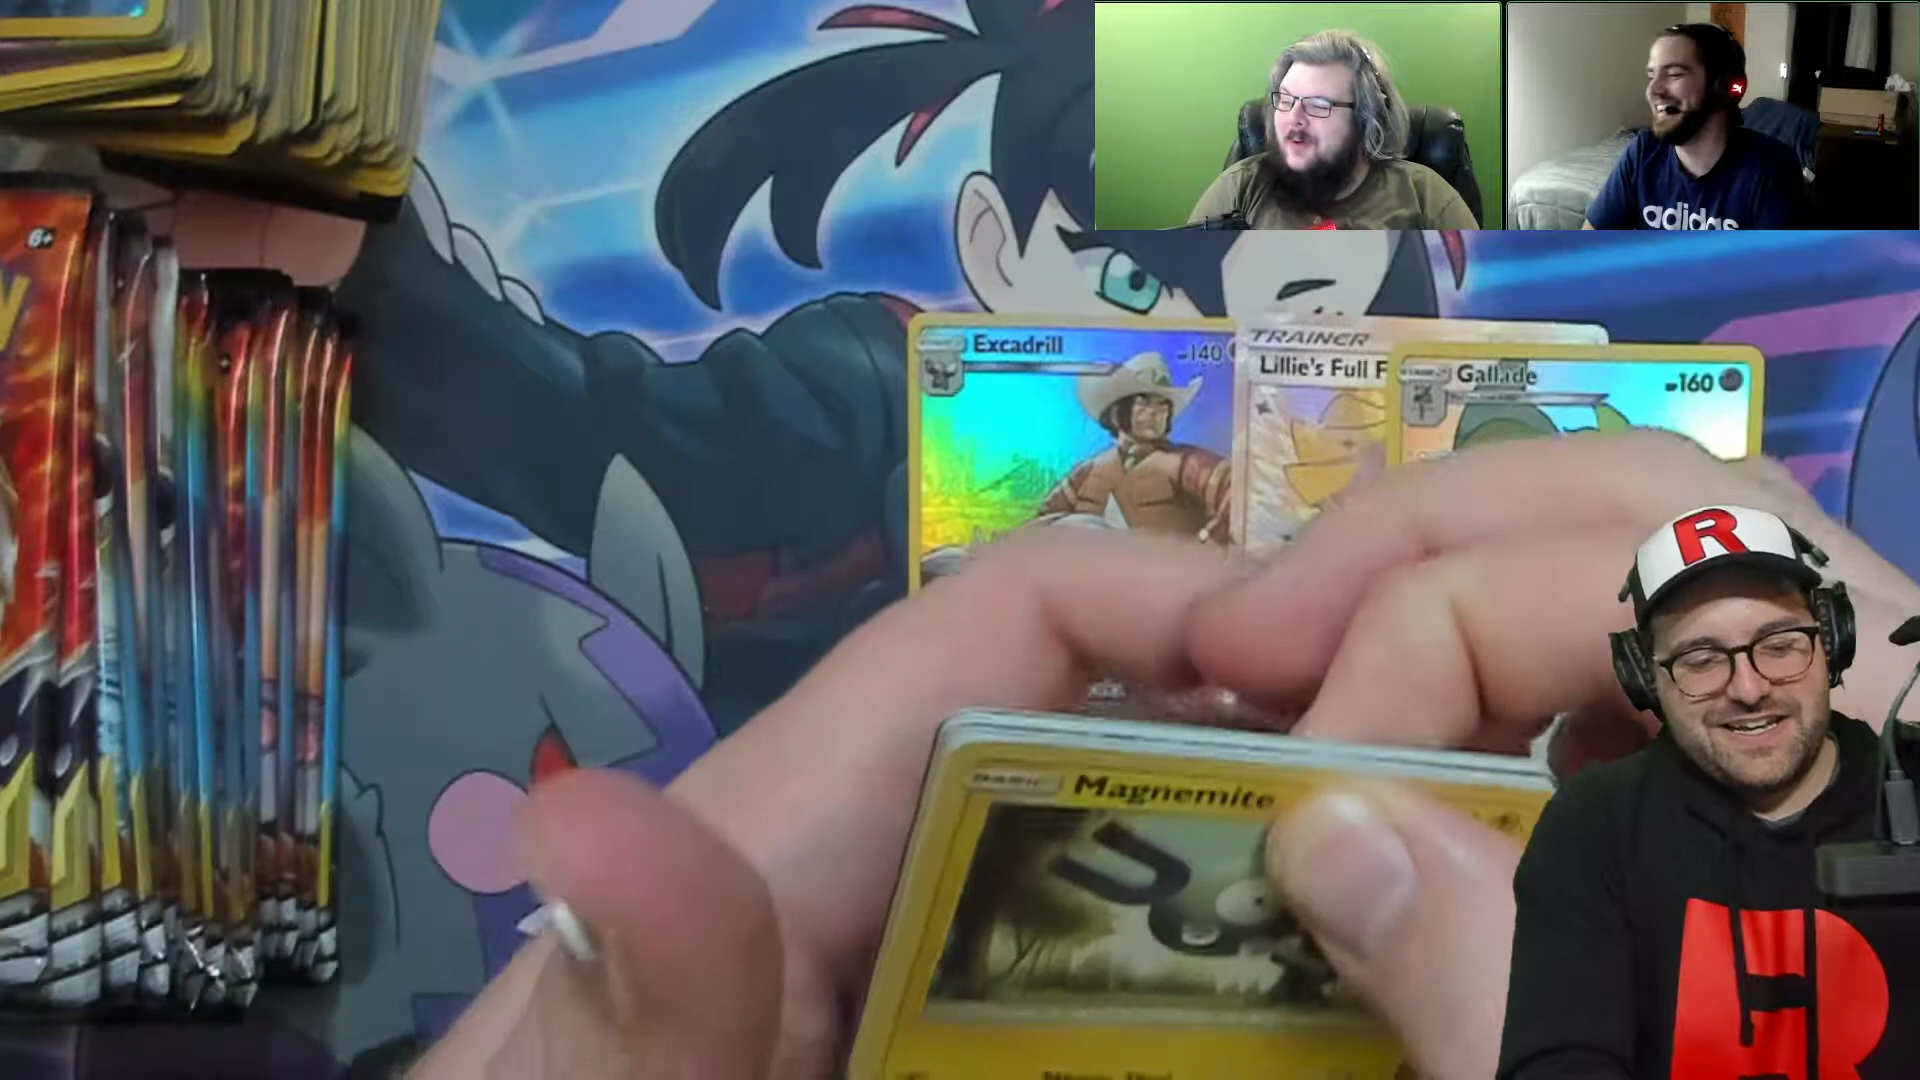 adidas
6+
Excadrill
140
TRAINER
Lillie's Full F
Gallade
160
R
Magnemite
R